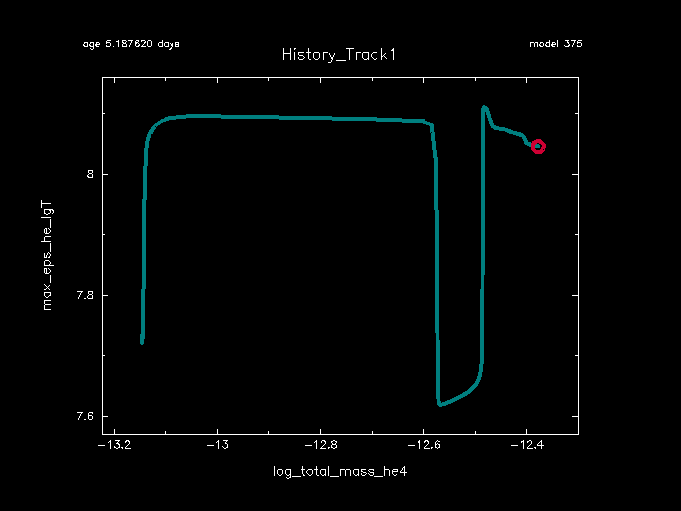 age 5.187620 days
model 375
History_Track1
8
7.8
7.6
max_eps_he_lgT
-13.2
-13
-12.8
-12.6
-12.4
log_total_mass_he4